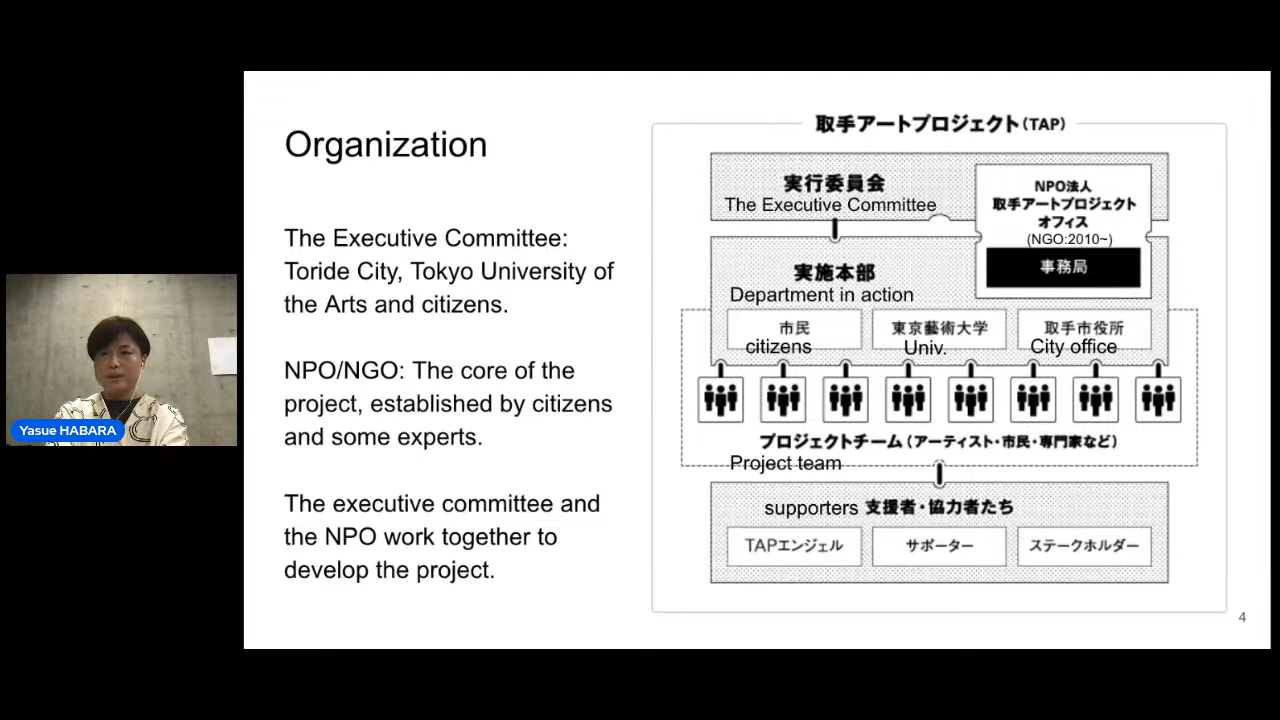 Organization
The Executive Committee:
Toride City, Tokyo University of
the Arts and citizens.
NPO/NGO: The core of the
project, established by citizens
and some experts.
The executive committee and
the NPO work together to
develop the project.
取手アートプロジェクト(TAP)
実行委員会
The Executive Committee
NPO法人
取手アートプロジェクト
オフィス
(NGO:2010~)
事務局
実施本部
Department in action
市民
citizens
東京藝術大学
Univ.
取手市役所
City office
プロジェクトチーム(アーティスト・市民・専門家など)
Project team
supporters 支援者・協力者たち
TAPエンジェル
サポーター
ステークホルダー
4
Yasue HABARA